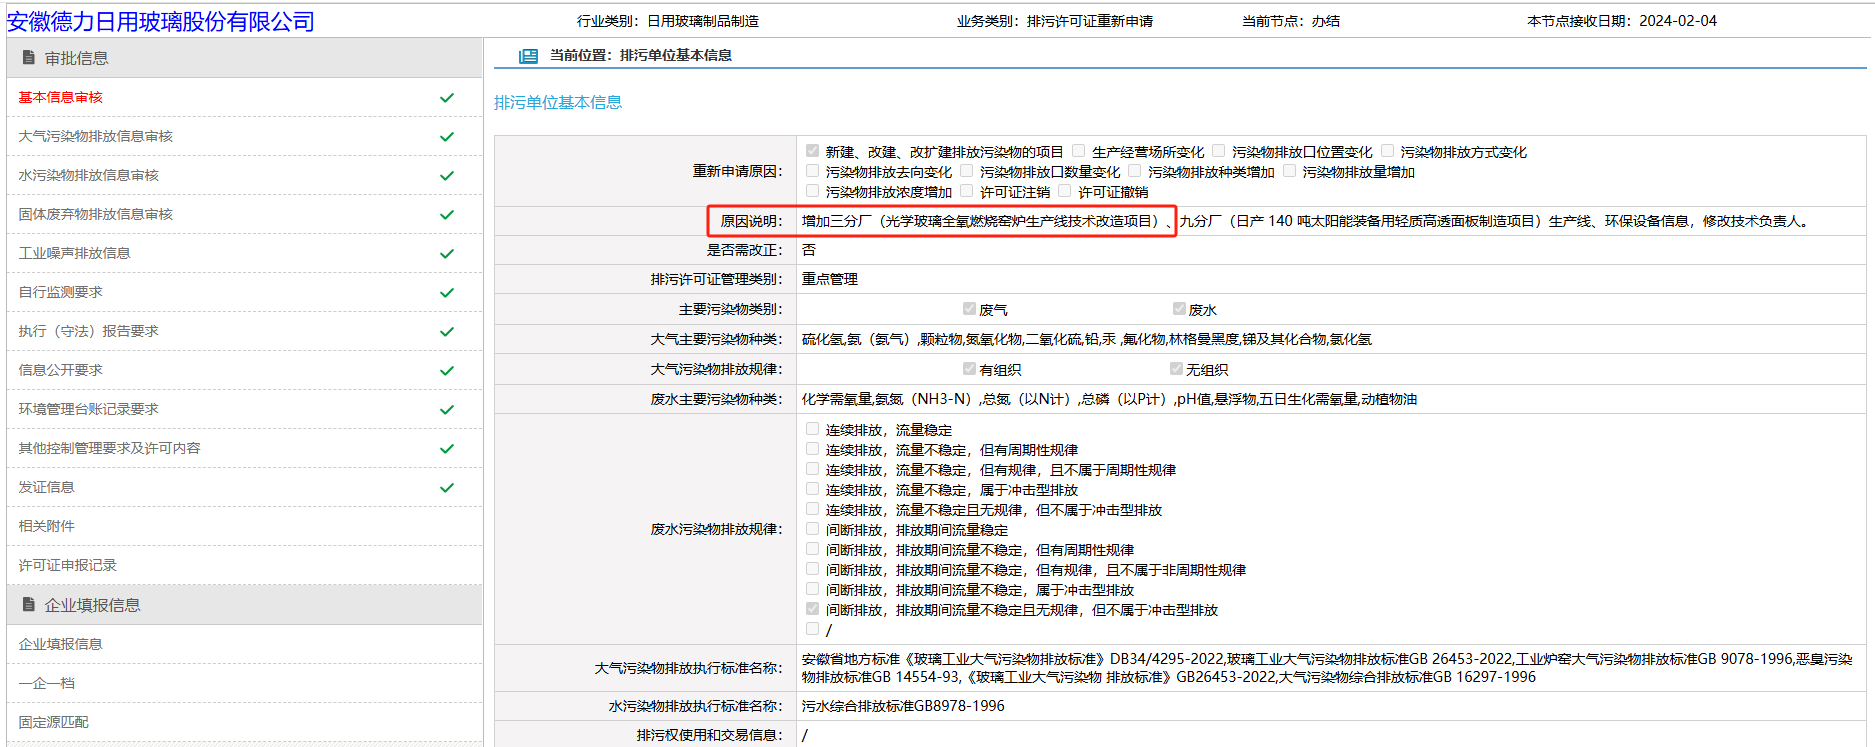 安徽德力日用玻璃股份有限公司 行业类别：日用玻璃制品制造 业务类别：排污许可证重新申请 当前节点：办结 本节点接收日期：2024-02-04
审批信息
基本信息审核
大气污染物排放信息审核
水污染物排放信息审核
固体废弃物排放信息审核
工业噪声排放信息
自行监测要求
执行（守法）报告要求
信息公开要求
环境管理台账记录要求
其他控制管理要求及许可内容
发证信息
相关附件
许可证申报记录
企业填报信息
企业填报信息
一企一档
固定源匹配
当前位置：排污单位基本信息
排污单位基本信息
重新申请原因：
新建、改建、改扩建排放污染物的项目 生产经营场所变化 污染物排放口位置变化 污染物排放方式变化
污染物排放去向变化 污染物排放口数量变化 污染物排放种类增加 污染物排放量增加
污染物排放浓度增加 许可证注销 许可证撤销
原因说明： 增加三分厂（光学玻璃全氧燃烧窑炉生产线技术改造项目）、九分厂（日产 140 吨太阳能装备用轻质高透面板制造项目）生产线、环保设备信息，修改技术负责人。
是否需改正： 否
排污许可证管理类别： 重点管理
主要污染物类别： 废气 废水
大气主要污染物种类： 硫化氢,氨（氨气）,颗粒物,氮氧化物,二氧化硫,铅,汞 ,氟化物,林格曼黑度,锑及其化合物,氯化氢
大气污染物排放规律： 有组织 无组织
废水主要污染物种类： 化学需氧量,氨氮（NH3-N）,总氮（以N计）,总磷（以P计）,pH值,悬浮物,五日生化需氧量,动植物油
废水污染物排放规律：
连续排放，流量稳定
连续排放，流量不稳定，但有周期性规律
连续排放，流量不稳定，但有规律，且不属于周期性规律
连续排放，流量不稳定，属于冲击型排放
连续排放，流量不稳定且无规律，但不属于冲击型排放
间断排放，排放期间流量稳定
间断排放，排放期间流量不稳定，但有周期性规律
间断排放，排放期间流量不稳定，但有规律，且不属于非周期性规律
间断排放，排放期间流量不稳定，属于冲击型排放
间断排放，排放期间流量不稳定且无规律，但不属于冲击型排放
/
大气污染物排放执行标准名称： 安徽省地方标准《玻璃工业大气污染物排放标准》DB34/4295-2022,玻璃工业大气污染物排放标准GB 26453-2022,工业炉窑大气污染物排放标准GB 9078-1996,恶臭污染
物排放标准GB 14554-93,《玻璃工业大气污染物 排放标准》GB26453-2022,大气污染物综合排放标准GB 16297-1996
水污染物排放执行标准名称： 污水综合排放标准GB8978-1996
排污权使用和交易信息： /